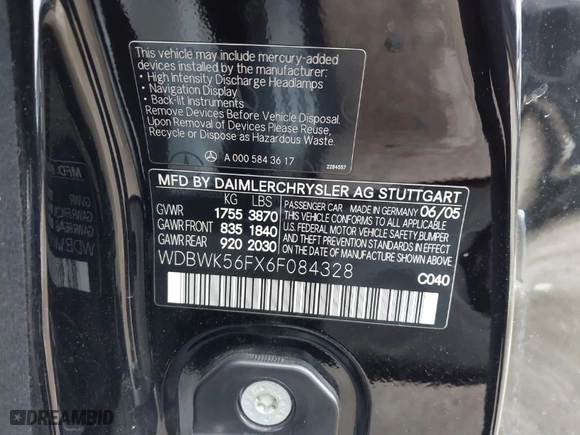 This vehicle may include mercury-added
devices installed by the manufacturer:
• High Intensity Discharge Headlamps
• Navigation Display
• Back-lit Instruments
Remove Devices Before Vehicle Disposal.
Upon Removal of Devices Please Reuse,
Recycle or Dispose as Hazardous Waste.
A 000 584 36 17
2284557
MFD BY DAIMLERCHRYSLER AG STUTTGART
KG LBS
GVWR 1755 3870
GAWR FRONT 835 1840
GAWR REAR 920 2030
PASSENGER CAR MADE IN GERMANY 06/05
THIS VEHICLE CONFORMS TO ALL APPLICABLE
U.S. FEDERAL MOTOR VEHICLE SAFETY, BUMPER
AND THEFT PREVENTION STANDARDS IN EFFECT
ON THE DATE OF MANUFACTURE SHOWN ABOVE
WDBWK56FX6F084328
C040
DREAMBID